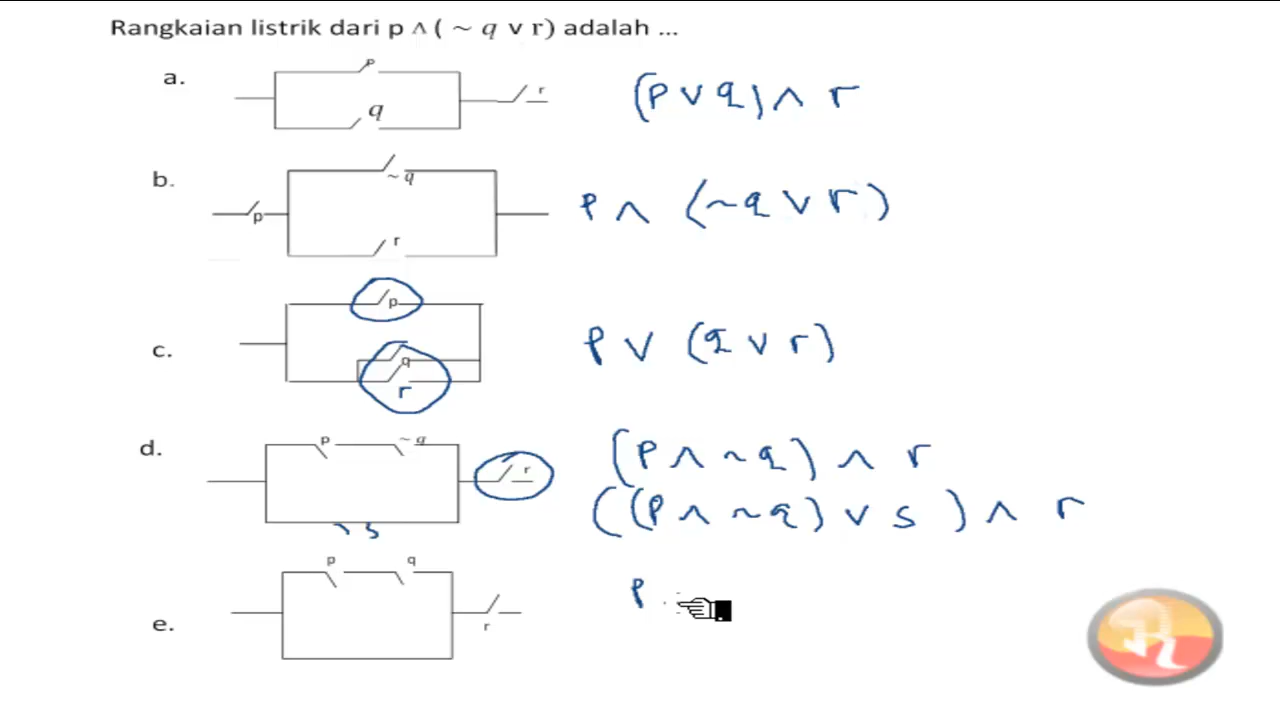 Rangkaian listrik dari p ∧ ( ~ q ∨ r) adalah ...
a. p q r (p ∨ q) ∧ r
b. p ~ q r p ∧ (~q ∨ r)
c. p q r p ∨ (q ∨ r)
d. p ~ q r s (p ∧ ~q) ∧ r
((p ∧ ~q) ∨ s) ∧ r
e. p q r p